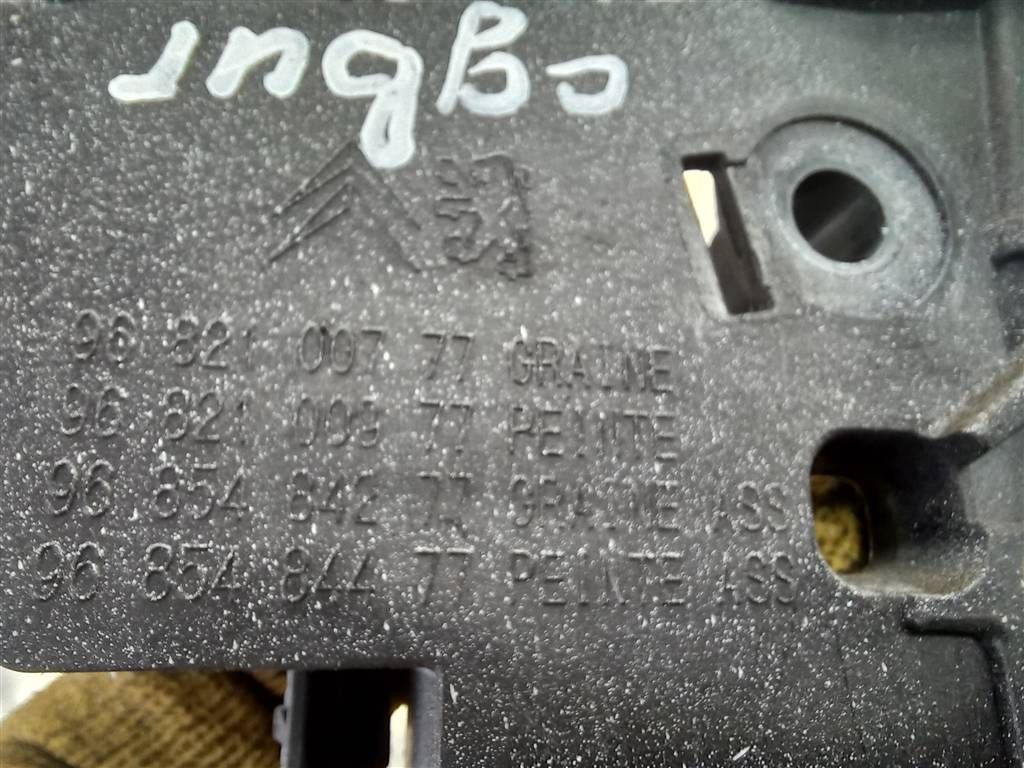 96 821 007 77 GRAINE
96 821 009 77 PEINTE
96 854 842 77 GRAINE ASS
96 854 844 77 PEINTE ASS